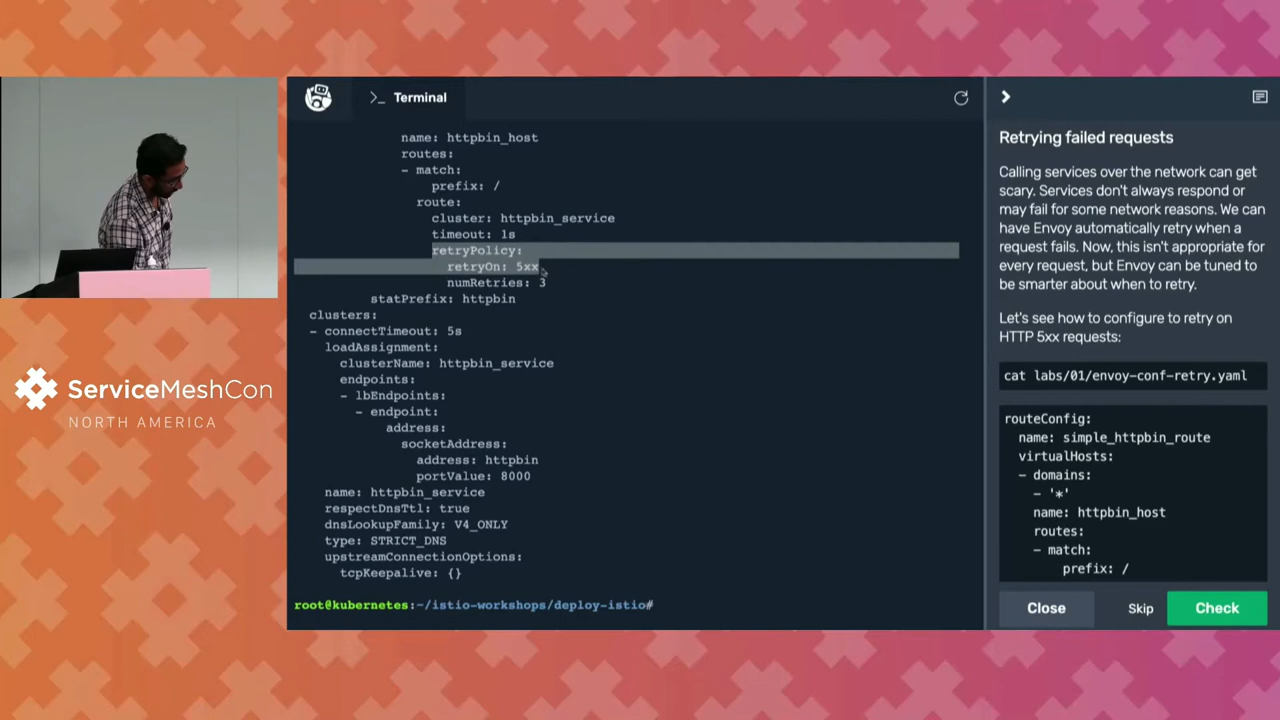 >_ Terminal
name: httpbin_host
routes:
- match:
prefix: /
route:
cluster: httpbin_service
timeout: 1s
retryPolicy:
retryOn: 5xx
numRetries: 3
statPrefix: httpbin
clusters:
- connectTimeout: 5s
loadAssignment:
clusterName: httpbin_service
endpoints:
- lbEndpoints:
- endpoint:
address:
socketAddress:
address: httpbin
portValue: 8000
name: httpbin_service
respectDnsTtl: true
dnsLookupFamily: V4_ONLY
type: STRICT_DNS
upstreamConnectionOptions:
tcpKeepalive: {}
root@kubernetes:~/istio-workshops/deploy-istio#
Retrying failed requests
Calling services over the network can get
scary. Services don't always respond or
may fail for some network reasons. We can
have Envoy automatically retry when a
request fails. Now, this isn't appropriate
for every request, but Envoy can be tuned to
be smarter about when to retry.
Let's see how to configure to retry on
HTTP 5xx requests:
cat labs/01/envoy-conf-retry.yaml
routeConfig:
name: simple_httpbin_route
virtualHosts:
- domains:
- '*'
name: httpbin_host
routes:
- match:
prefix: /
Close
Skip
Check
ServiceMeshCon
NORTH AMERICA